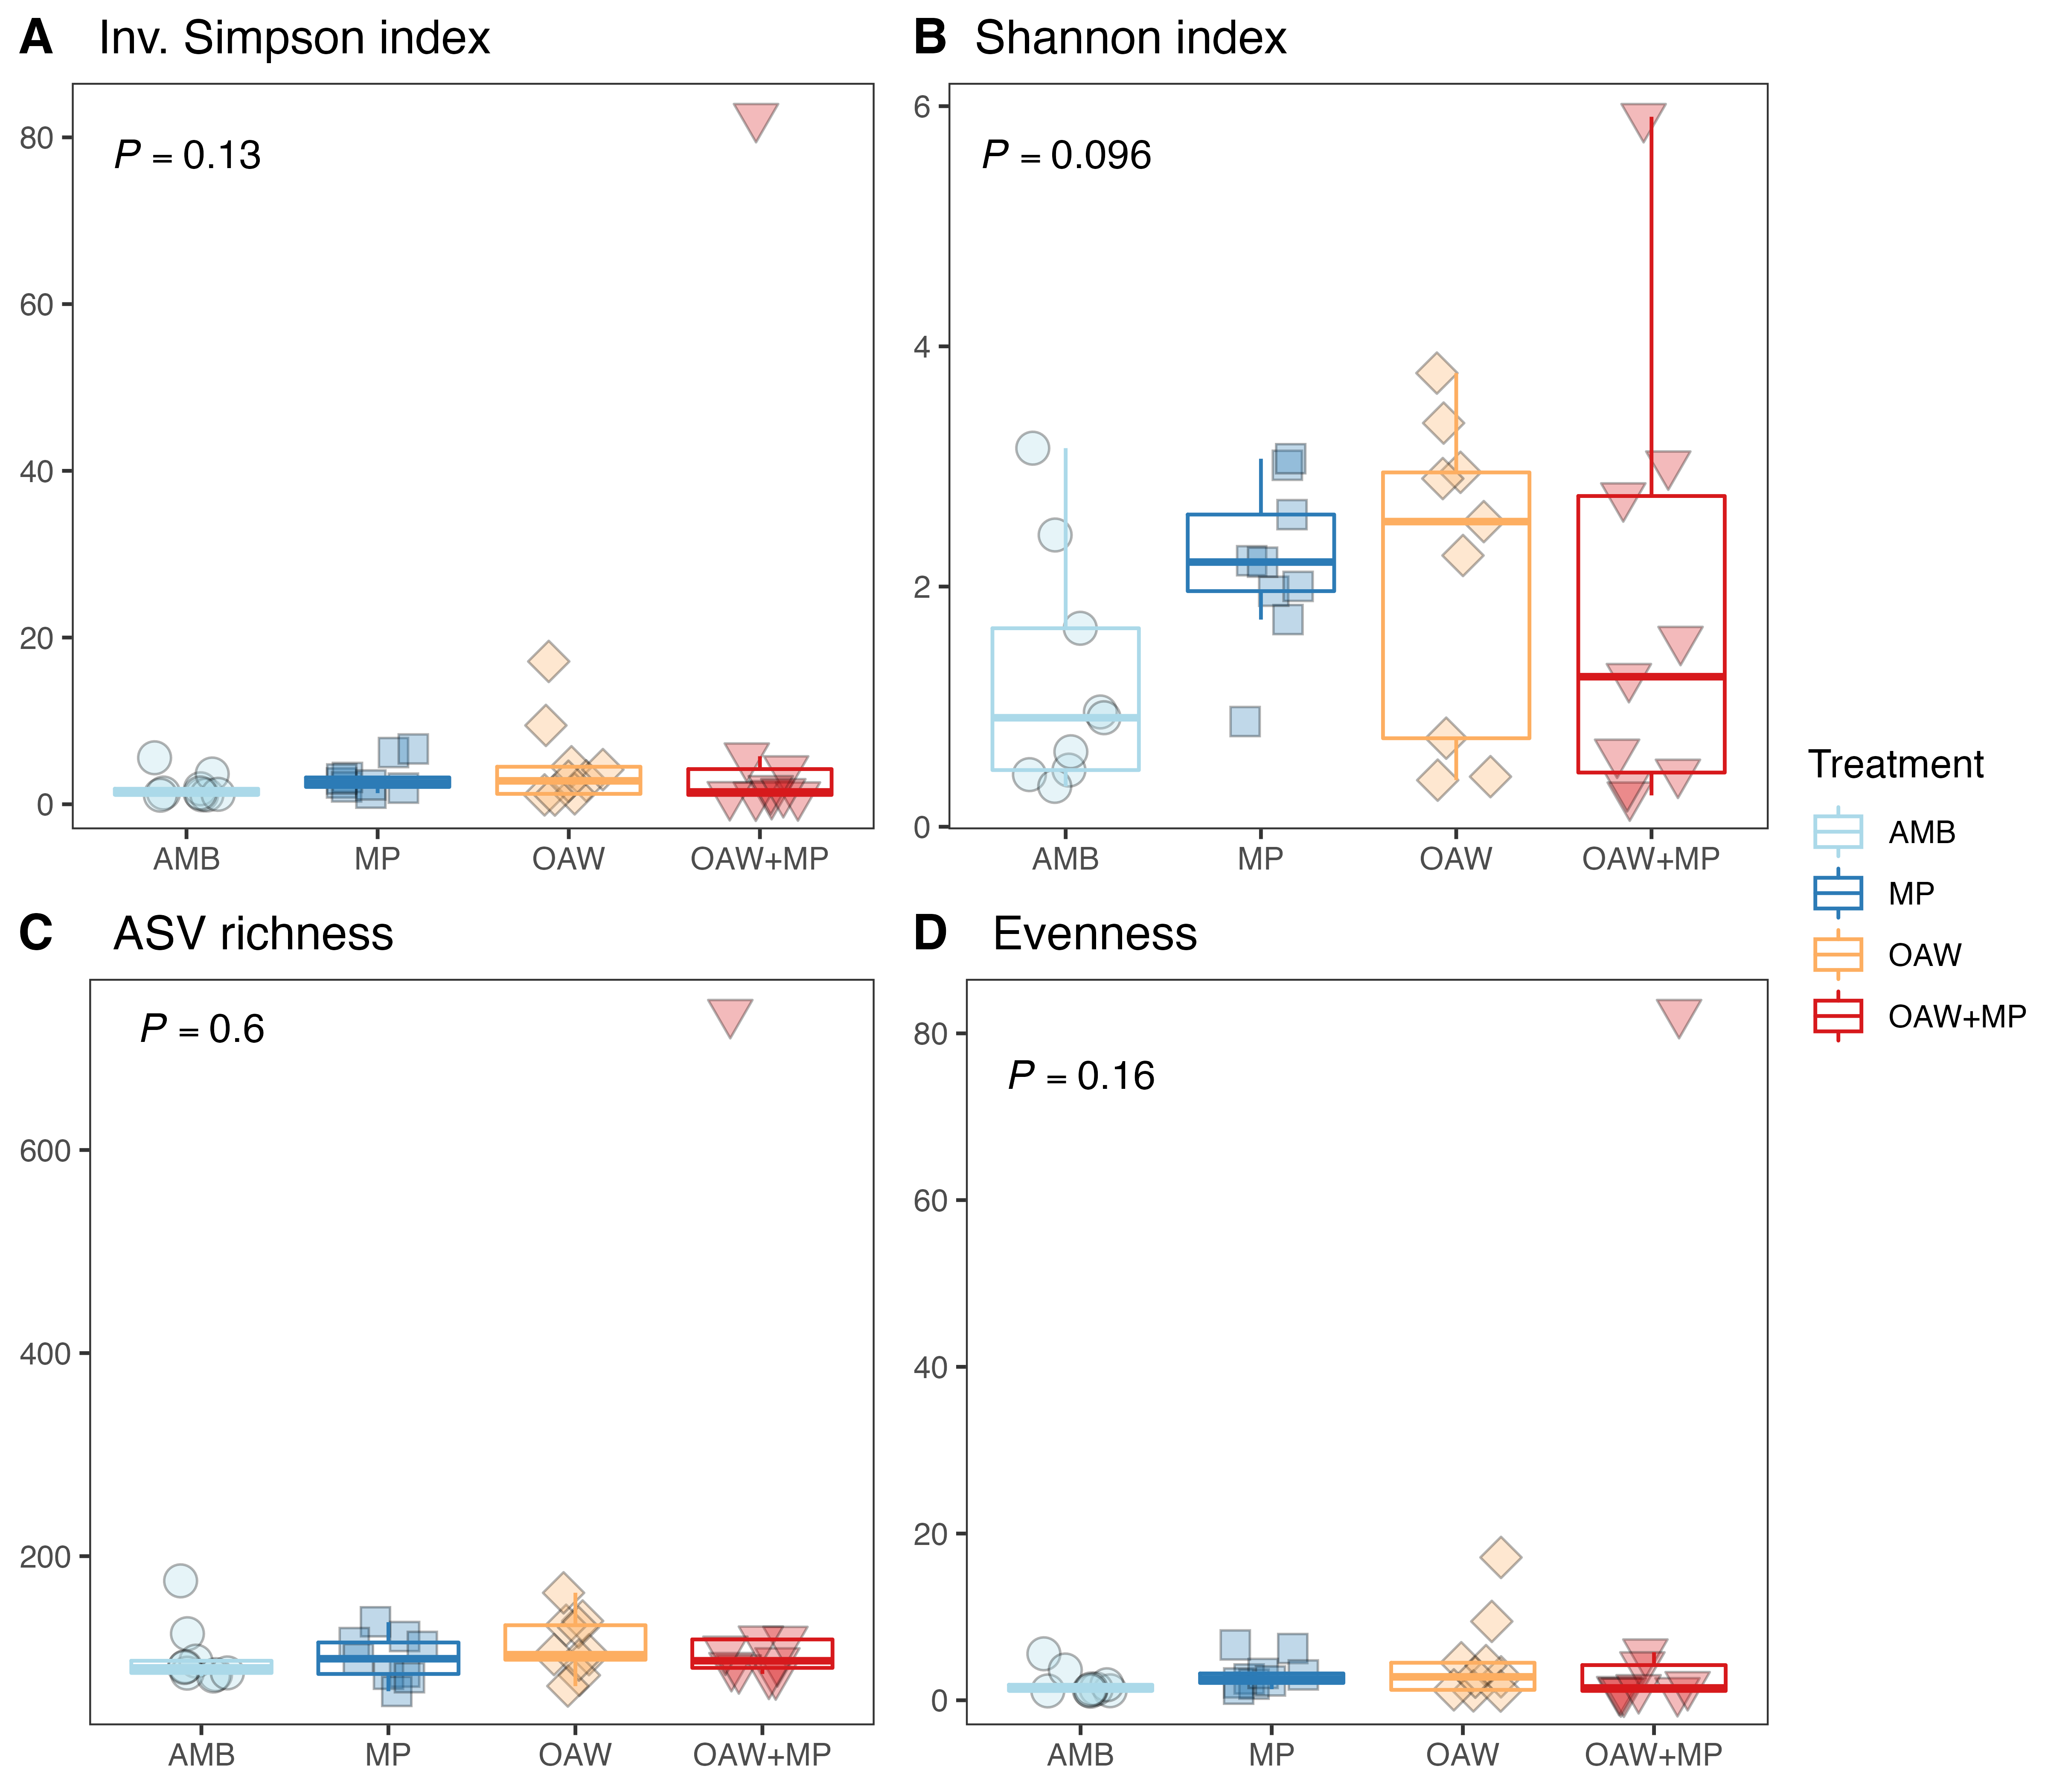 A Inv. Simpson index
P = 0.13
80
60
40
20
0
AMB MP OAW OAW+MP
B Shannon index
P = 0.096
6
4
2
0
AMB MP OAW OAW+MP
C ASV richness
P = 0.6
600
400
200
AMB MP OAW OAW+MP
D Evenness
P = 0.16
80
60
40
20
0
AMB MP OAW OAW+MP
Treatment
AMB
MP
OAW
OAW+MP